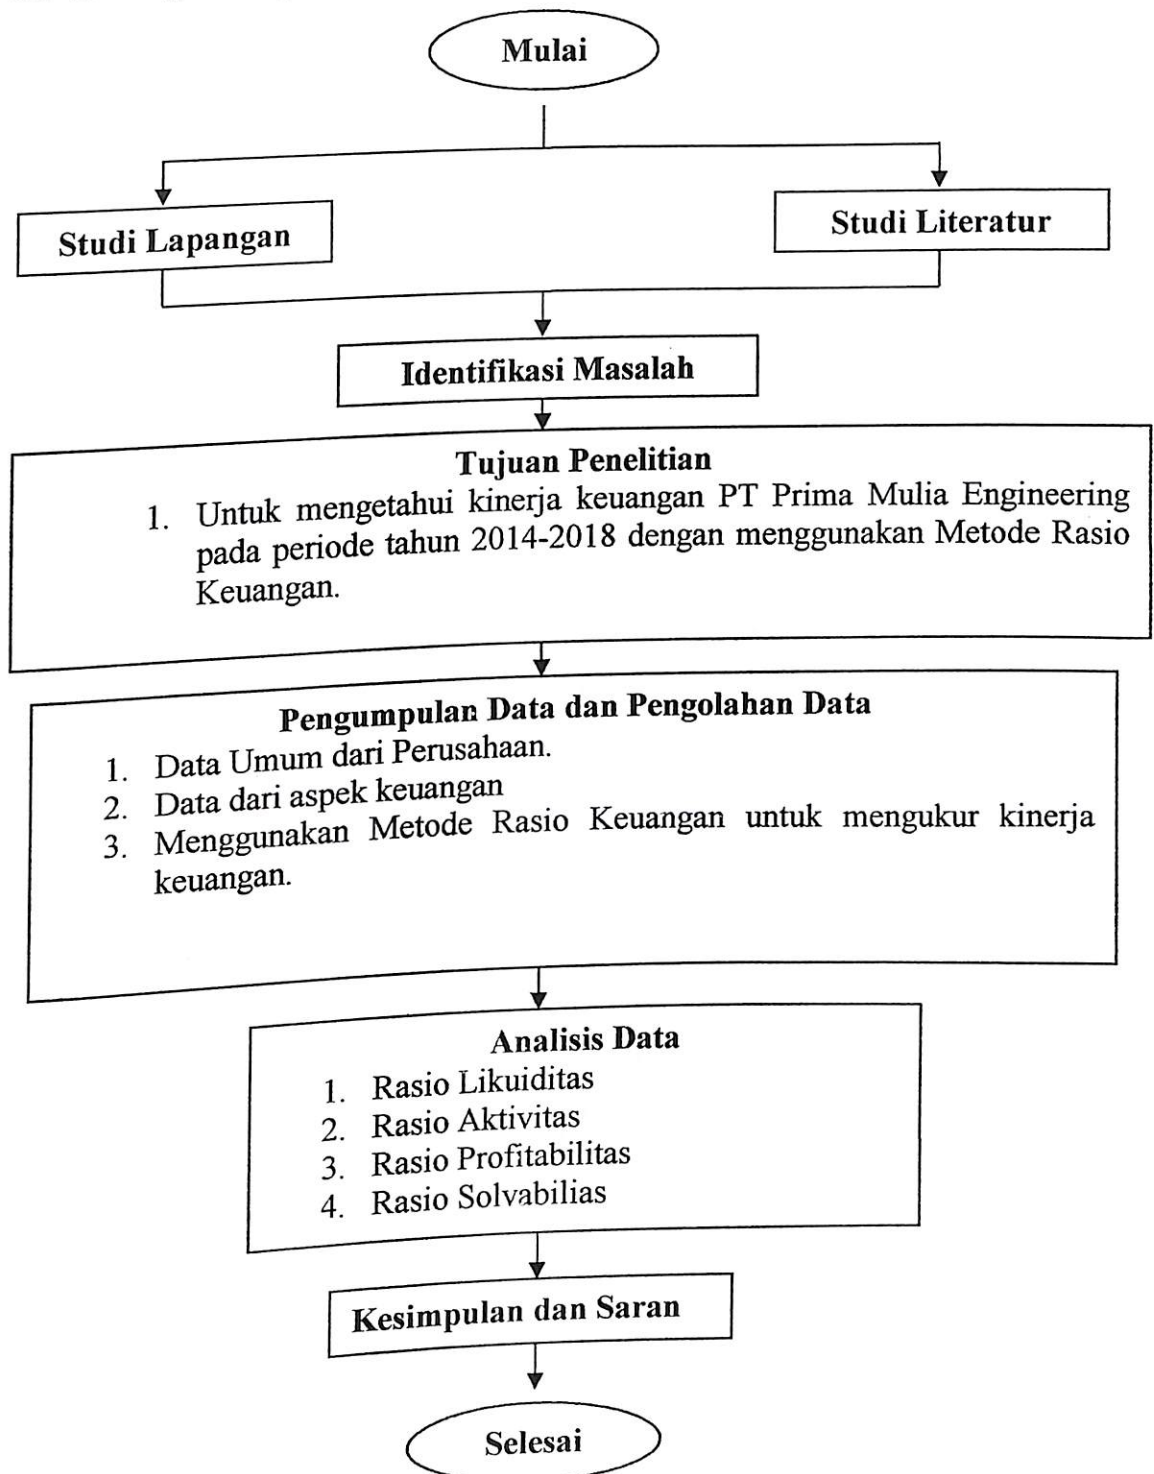 Mulai
Studi Lapangan
Studi Literatur
Identifikasi Masalah
Tujuan Penelitian
1. Untuk mengetahui kinerja keuangan PT Prima Mulia Engineering
pada periode tahun 2014-2018 dengan menggunakan Metode Rasio
Keuangan.
Pengumpulan Data dan Pengolahan Data
1. Data Umum dari Perusahaan.
2. Data dari aspek keuangan
3. Menggunakan Metode Rasio Keuangan untuk mengukur kinerja
keuangan.
Analisis Data
1. Rasio Likuiditas
2. Rasio Aktivitas
3. Rasio Profitabilitas
4. Rasio Solvabilias
Kesimpulan dan Saran
Selesai